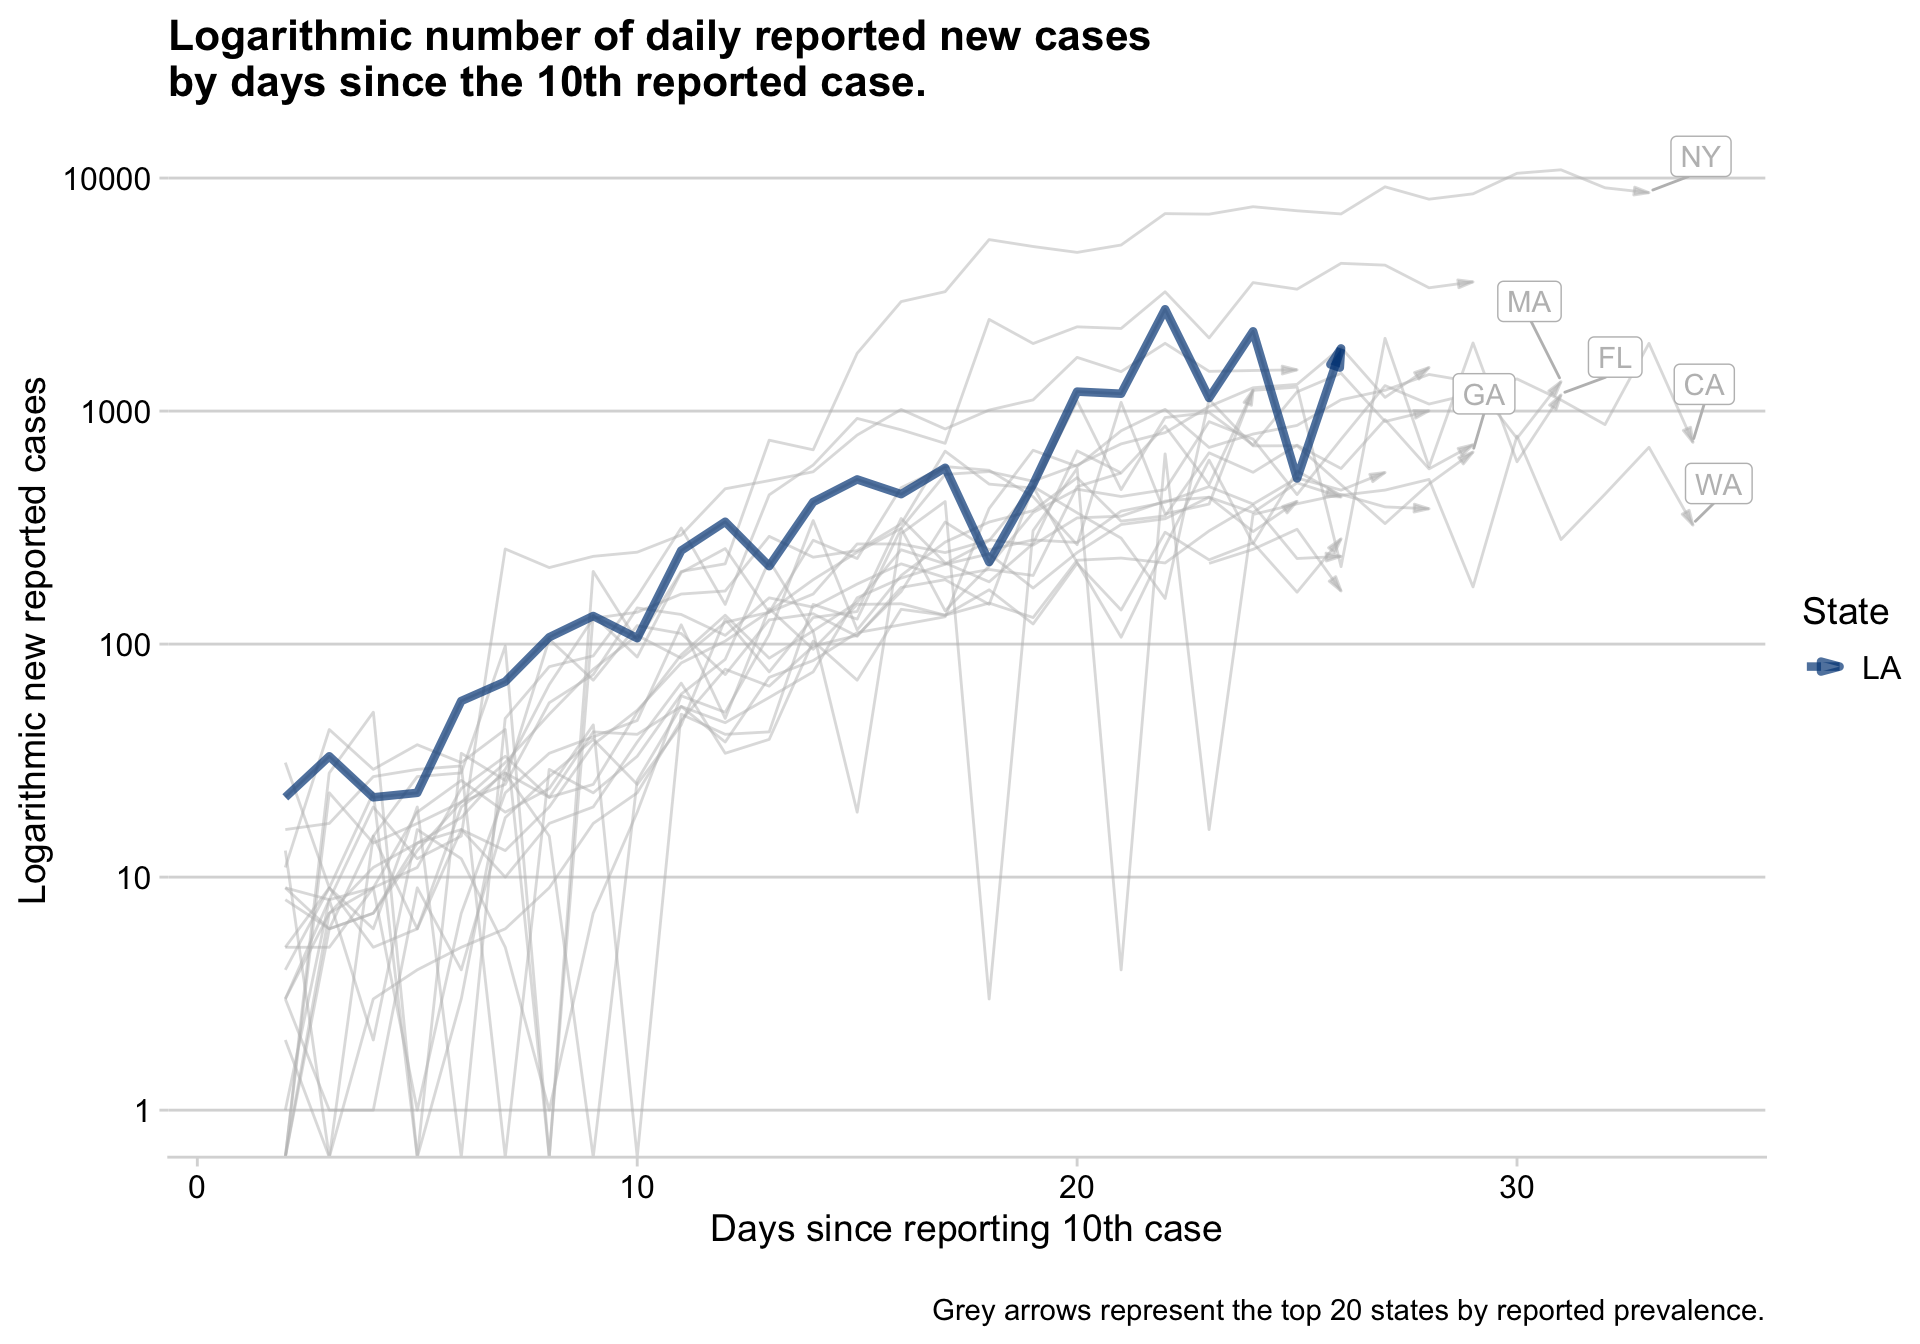 Logarithmic number of daily reported new cases
by days since the 10th reported case.
Logarithmic new reported cases
10000
1000
100
10
1
NY
MA
FL
GA
CA
WA
State
LA
0
10
20
30
Days since reporting 10th case
Grey arrows represent the top 20 states by reported prevalence.